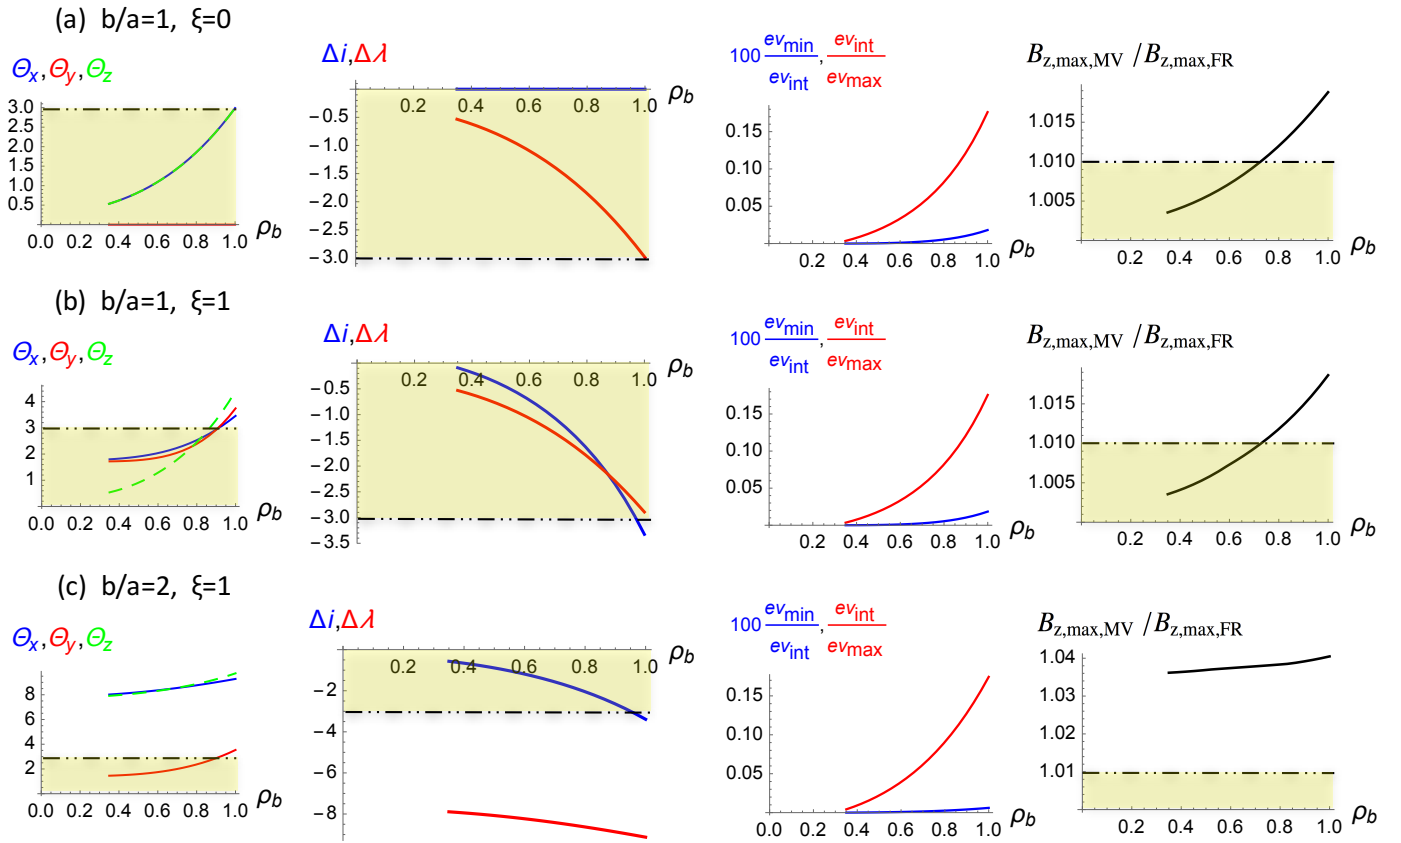 (a) b/a=1, ξ=0
Θx,Θy,Θz
3.0
2.5
2.0
1.5
1.0
0.5
0.0 0.2 0.4 0.6 0.8 1.0 ρb
Δi,Δλ
0.2 0.4 0.6 0.8 1.0 ρb
−0.5
−1.0
−1.5
−2.0
−2.5
−3.0
100 evmin/evint, evint/evmax
0.15
0.10
0.05
0.2 0.4 0.6 0.8 1.0 ρb
Bz,max,MV /Bz,max,FR
1.015
1.010
1.005
0.2 0.4 0.6 0.8 1.0 ρb
(b) b/a=1, ξ=1
Θx,Θy,Θz
4
3
2
1
0.0 0.2 0.4 0.6 0.8 1.0 ρb
Δi,Δλ
0.2 0.4 0.6 0.8 1.0 ρb
−0.5
−1.0
−1.5
−2.0
−2.5
−3.0
−3.5
100 evmin/evint, evint/evmax
0.15
0.10
0.05
0.2 0.4 0.6 0.8 1.0 ρb
Bz,max,MV /Bz,max,FR
1.015
1.010
1.005
0.2 0.4 0.6 0.8 1.0 ρb
(c) b/a=2, ξ=1
Θx,Θy,Θz
8
6
4
2
0.0 0.2 0.4 0.6 0.8 1.0 ρb
Δi,Δλ
0.2 0.4 0.6 0.8 1.0 ρb
−2
−4
−6
−8
100 evmin/evint, evint/evmax
0.15
0.10
0.05
0.0 0.2 0.4 0.6 0.8 1.0 ρb
Bz,max,MV /Bz,max,FR
1.04
1.03
1.02
1.01
0.2 0.4 0.6 0.8 1.0 ρb